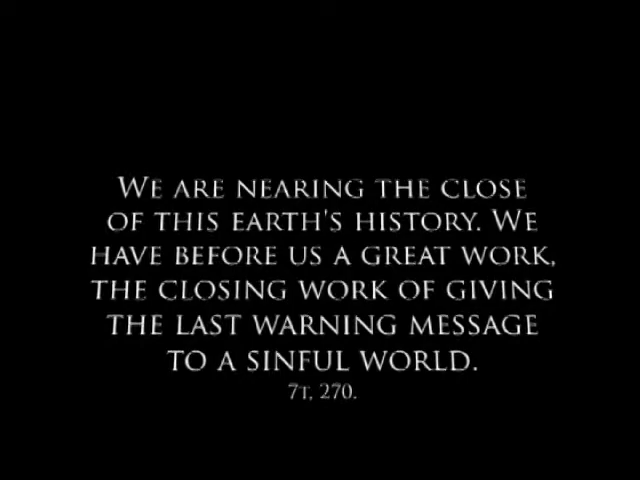 We are nearing the close
of this earth's history. We
have before us a great work,
the closing work of giving
the last warning message
to a sinful world.
7T, 270.